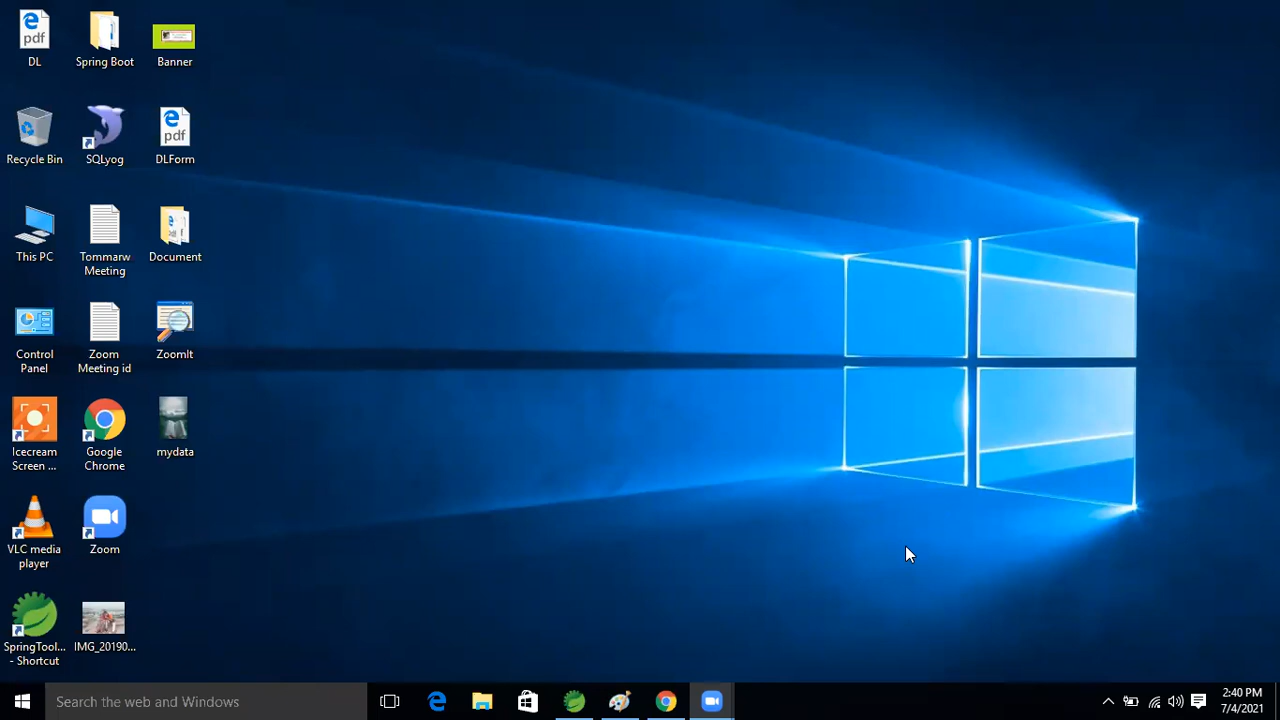 DL
Spring Boot
Banner
Recycle Bin
SQLyog
DLForm
This PC
Tommarw
Meeting
Document
Control
Panel
Zoom
Meeting id
ZoomIt
Icecream
Screen ...
Google
Chrome
mydata
VLC media
player
Zoom
SpringTool...
- Shortcut
IMG_20190...
pdf
pdf
Search the web and Windows
2:40 PM
7/4/2021